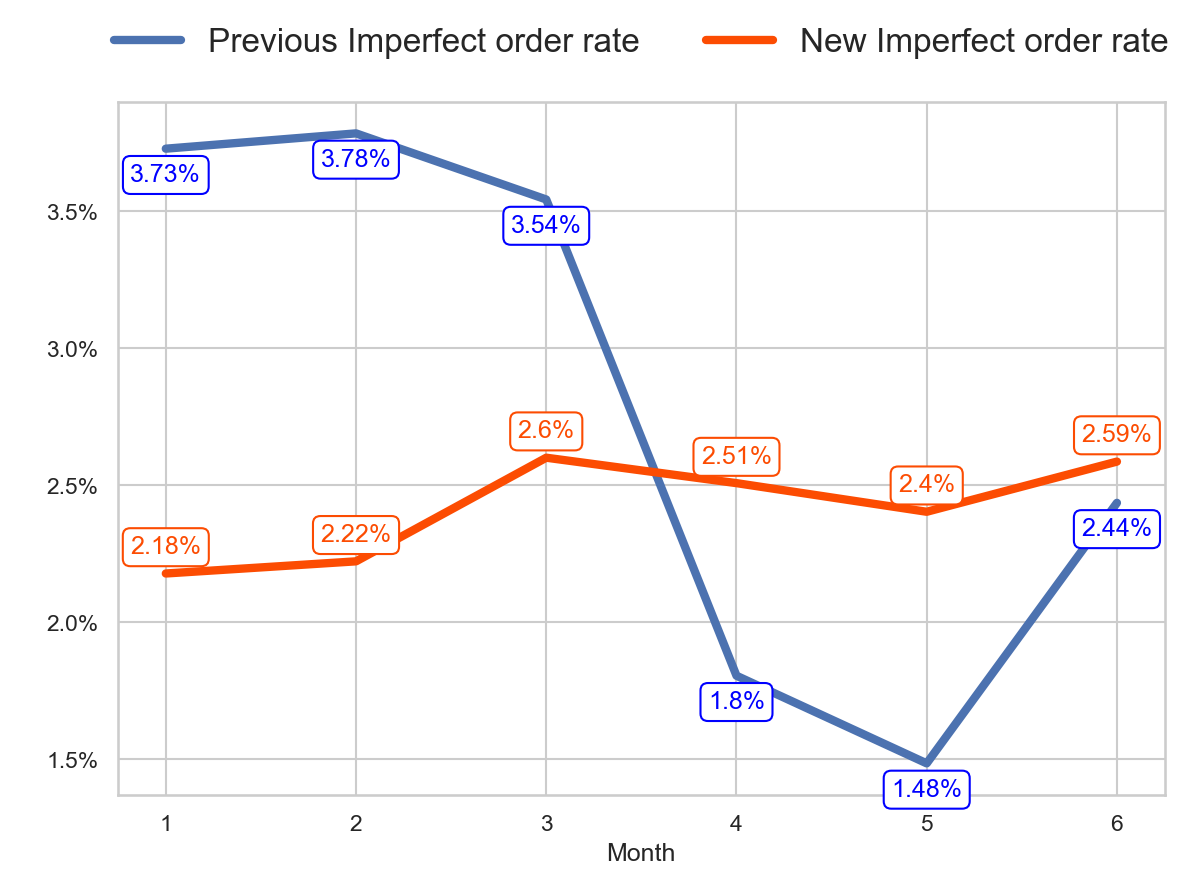 Previous Imperfect order rate New Imperfect order rate
3.73% 3.78%
3.5% 3.54%
3.0%
2.6% 2.51% 2.59%
2.5% 2.4%
2.18% 2.22% 2.44%
2.0%
1.8%
1.5% 1.48%
1 2 3 4 5 6
Month